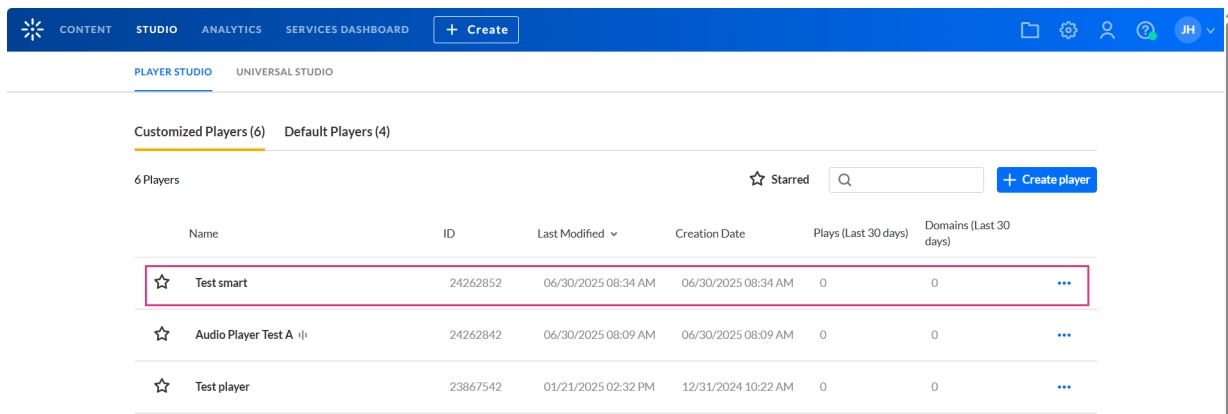 CONTENT STUDIO ANALYTICS SERVICES DASHBOARD + Create JH
PLAYER STUDIO UNIVERSAL STUDIO
Customized Players (6) Default Players (4)
6 Players Starred + Create player
Name ID Last Modified Creation Date Plays (Last 30 days) Domains (Last 30 days)
Test smart 24262852 06/30/2025 08:34 AM 06/30/2025 08:34 AM 0 0
Audio Player Test A 24262842 06/30/2025 08:09 AM 06/30/2025 08:09 AM 0 0
Test player 23867542 01/21/2025 02:32 PM 12/31/2024 10:22 AM 0 0